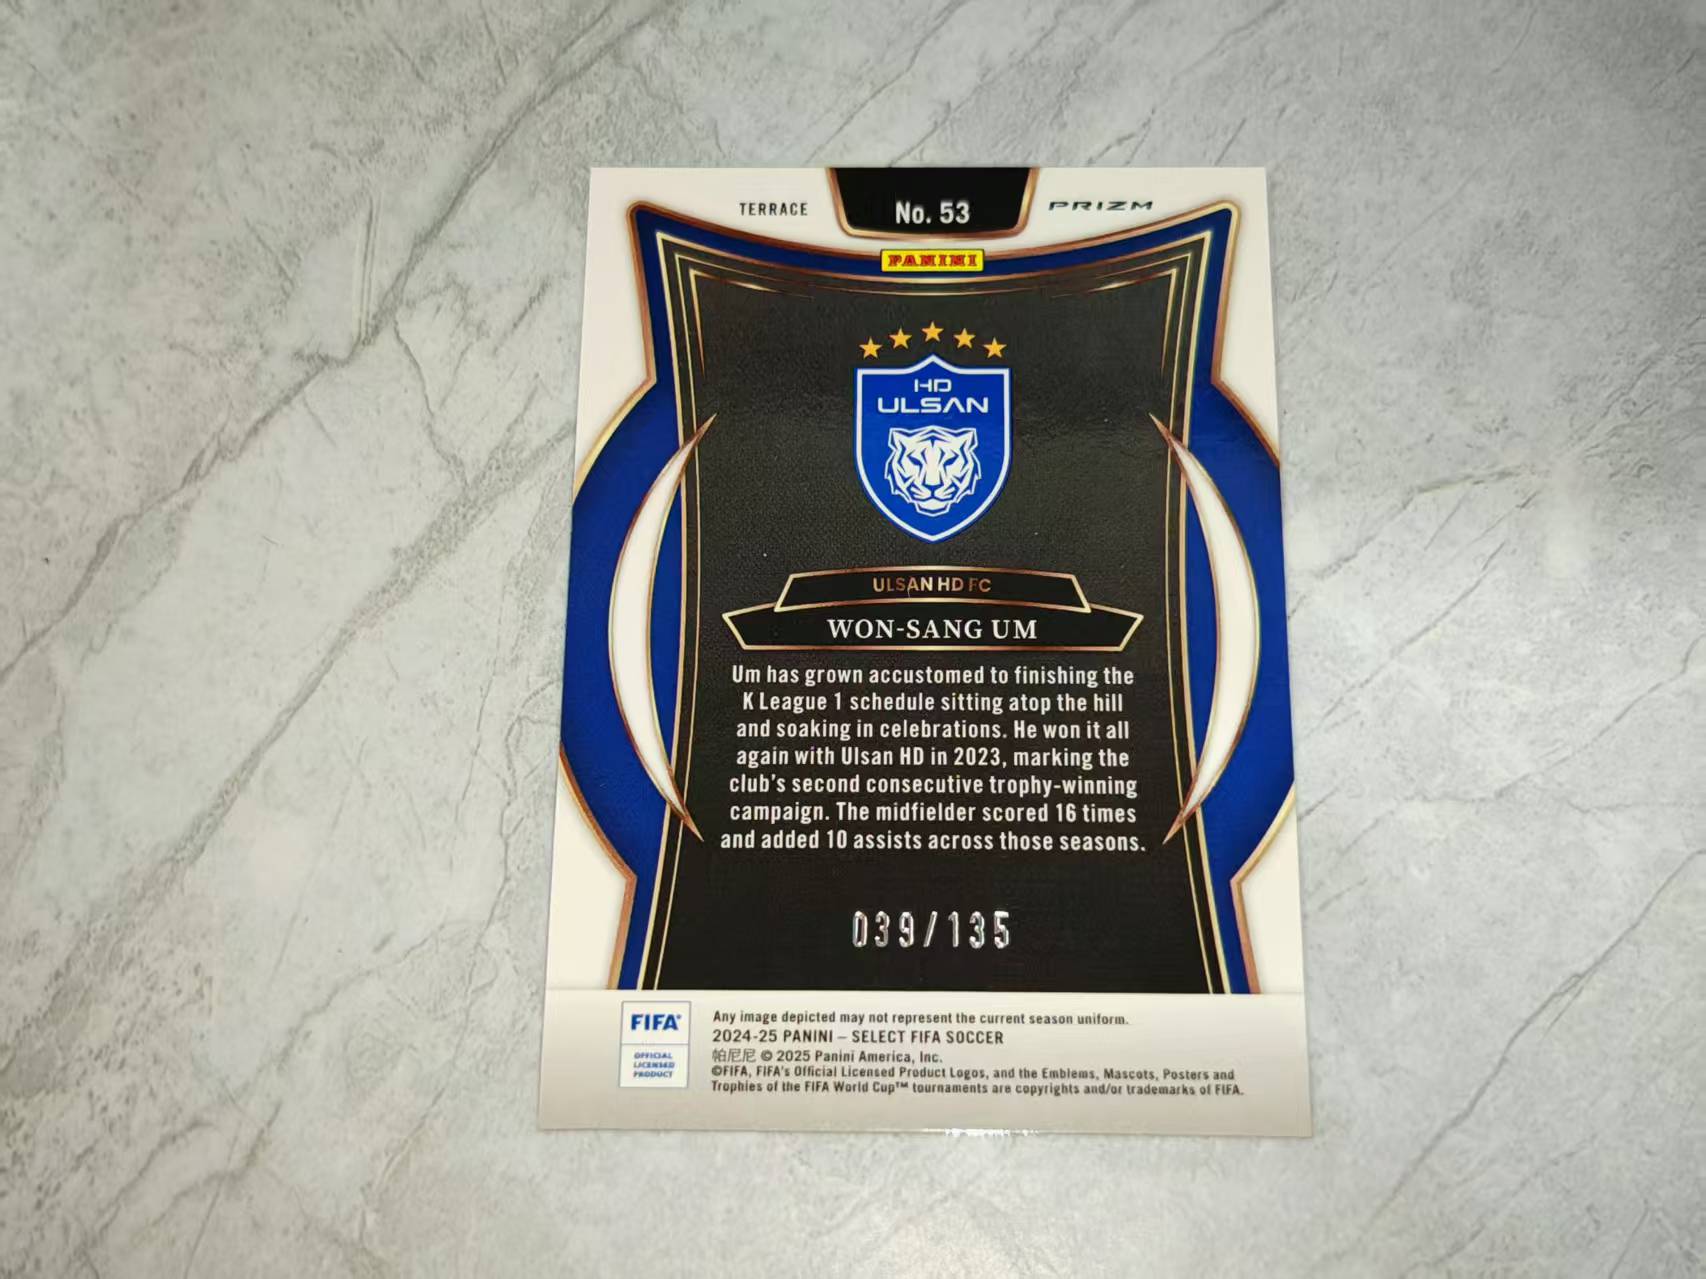 TERRACE
No. 53
PRIZM
PANINI
HD
ULSAN
ULSAN HD FC
WON-SANG UM
Um has grown accustomed to finishing the
K League 1 schedule sitting atop the hill
and soaking in celebrations. He won it all
again with Ulsan HD in 2023, marking the
club's second consecutive trophy-winning
campaign. The midfielder scored 16 times
and added 10 assists across those seasons.
039/135
FIFA®
OFFICIAL
LICENSED
PRODUCT
Any image depicted may not represent the current season uniform.
2024-25 PANINI – SELECT FIFA SOCCER
帕尼尼 © 2025 Panini America, Inc.
©FIFA, FIFA's Official Licensed Product Logos, and the Emblems, Mascots, Posters and
Trophies of the FIFA World Cup™ tournaments are copyrights and/or trademarks of FIFA.